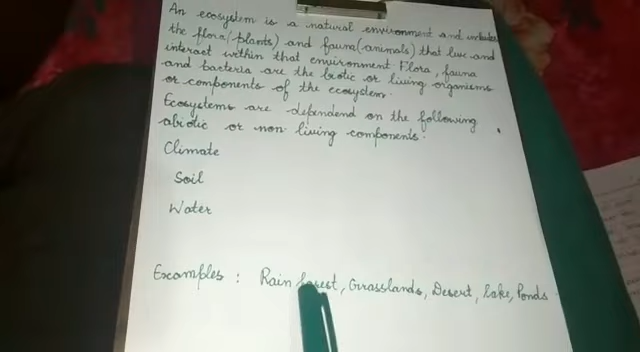 An ecosystem is a natural environment and includes
the flora (plants) and fauna (animals) that live and
interact within that environment. Flora, fauna
and bacteria are the biotic or living organisms
or components of the ecosystem.
Ecosystems are dependend on the following
abiotic or non living components.
Climate
Soil
Water
Examples : Rain forest, Grasslands, Desert, Lake, Ponds